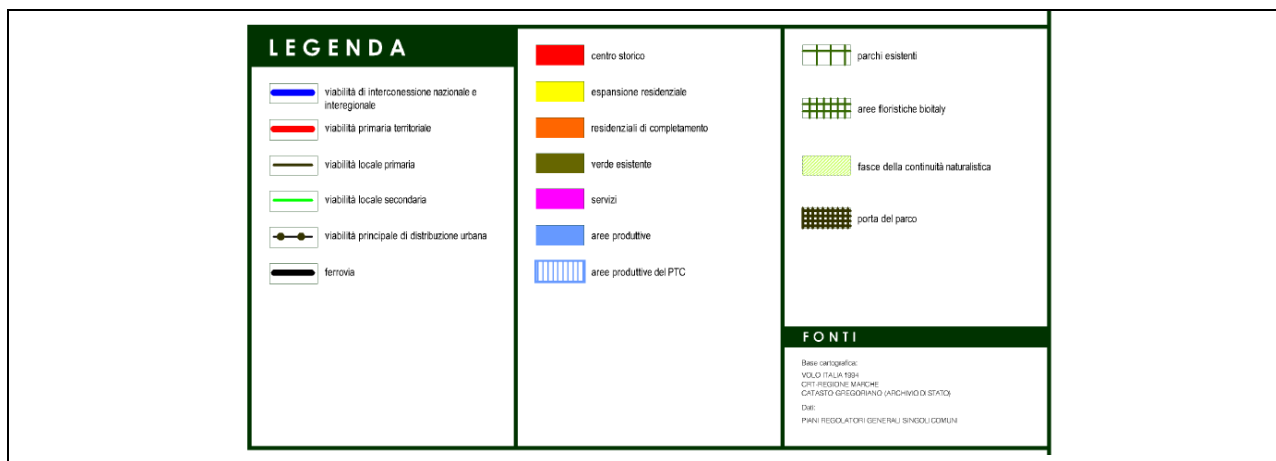 LEGENDA
viabilità di interconessione nazionale e
interegionale
viabilità primaria territoriale
viabilità locale primaria
viabilità locale secondaria
viabilità principale di distribuzione urbana
ferrovia
centro storico
espansione residenziale
residenziali di completamento
verde esistente
servizi
aree produttive
aree produttive del PTC
parchi esistenti
aree floristiche bioitaly
fasce della continuità naturalistica
porta del parco
FONTI
Base cartografica:
VOLO ITALIA 1994
CRT-REGIONE MARCHE
CATASTO GREGORIANO (ARCHIVIO DI STATO)
Dati:
PIANI REGOLATORI GENERALI SINGOLI COMUNI